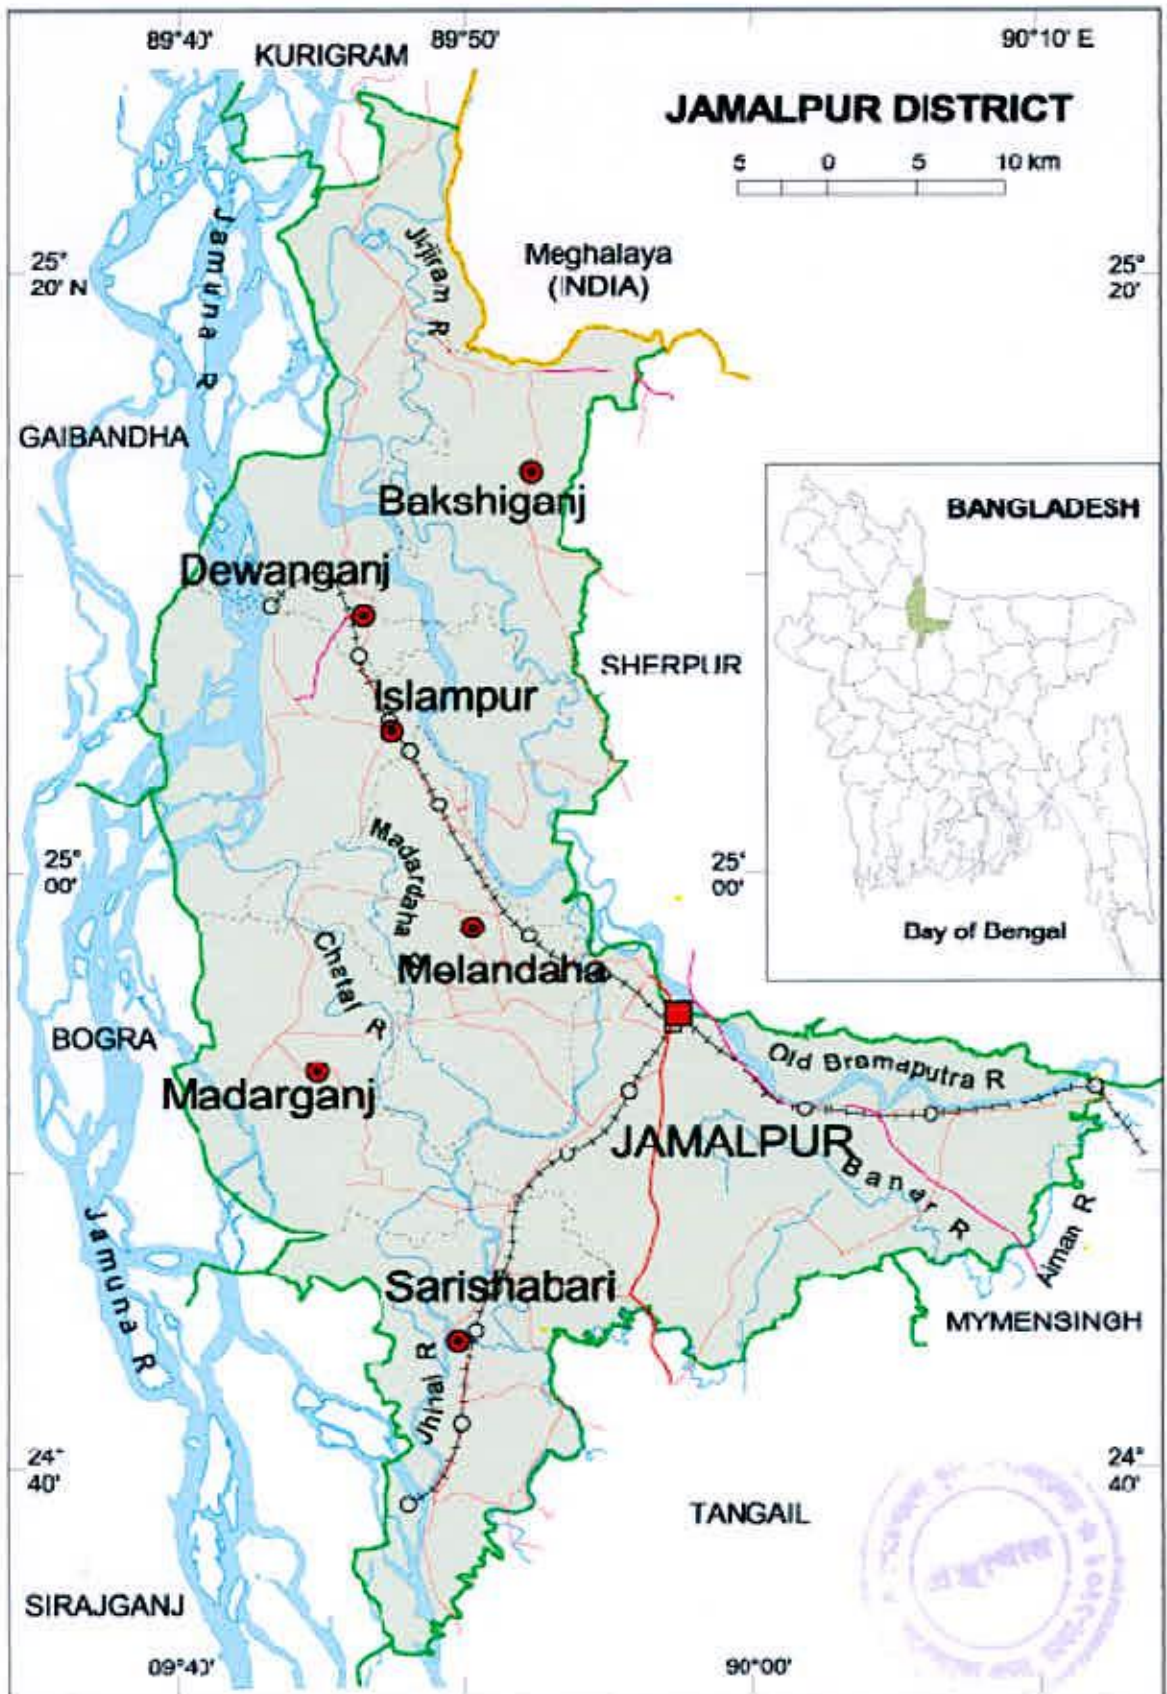 89°40' 89°50' 90°10' E
KURIGRAM
JAMALPUR DISTRICT
5 0 5 10 km
Jamuna R
Jijiram R
Meghalaya
(INDIA)
25°
20' N
25°
20'
GAIBANDHA
Bakshiganj
BANGLADESH
Dewanganj
SHERPUR
Islampur
Madardaha R
25°
00'
25°
00'
Bay of Bengal
Chatal R
Melandaha
BOGRA
Old Bramaputra R
Madarganj
JAMALPUR
Banar R
Aiman R
Jamuna R
Sarishabari
MYMENSINGH
Jhinai R
24°
40'
24°
40'
TANGAIL
SIRAJGANJ
09°40' 90°00'